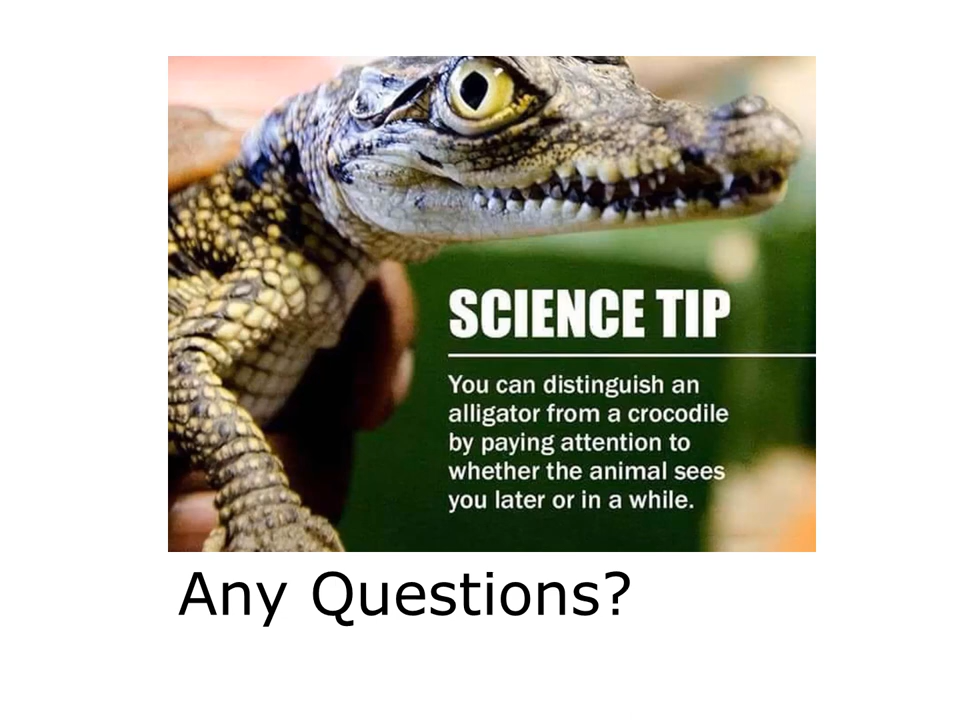 SCIENCE TIP
You can distinguish an
alligator from a crocodile
by paying attention to
whether the animal sees
you later or in a while.
Any Questions?